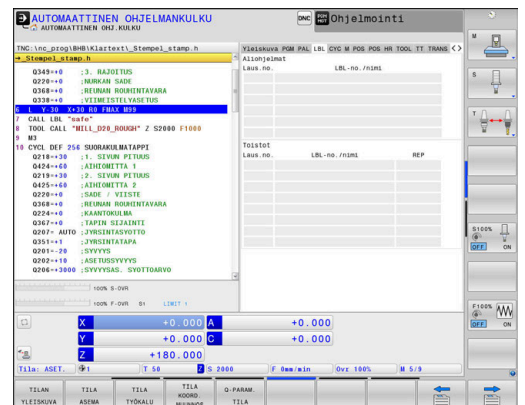 AUTOMAATTINEN OHJELMANKULKU
AUTOMAATTINEN OHJ.KULKU
DNC
Ohjelmointi
TNC:\nc_prog\BHB\Klartext\_Stempel_stamp.h
→_Stempel_stamp.h
Q349=+0 ;3. RAJOITUS
Q220=+0 ;NURKAN SADE
Q368=+0 ;REUNAN ROUHINTAVARA
Q338=+0 ;VIIMEISTELYASETUS
6 L Y-30 X+30 R0 FMAX M99
7 CALL LBL "safe"
8 TOOL CALL "MILL_D20_ROUGH" Z S2000 F1000
9 M3
10 CYCL DEF 256 SUORAKULMATAPPI
Q218=+30 ;1. SIVUN PITUUS
Q424=+60 ;AIHIOMITTA 1
Q219=+30 ;2. SIVUN PITUUS
Q425=+60 ;AIHIOMITTA 2
Q220=+0 ;SADE / VIISTE
Q368=+0 ;REUNAN ROUHINTAVARA
Q224=+0 ;KAANTOKULMA
Q367=+0 ;TAPIN SIJAINTI
Q207= AUTO ;JYRSINTASYOTTO
Q351=+1 ;JYRSINTATAPA
Q201=-20 ;SYVYYS
Q202=+10 ;ASETUSSYVYYS
Q206=+3000 ;SYVYYSAS. SYOTTOARVO
Yleiskuva PGM PAL LBL CYC M POS POS HR TOOL TT TRANS
Aliohjelmat
Laus.no. LBL-no./nimi
Toistot
Laus.no. LBL-no./nimi REP
100% S-OVR
100% F-OVR S1 LIMIT 1
X +0.000 A +0.000
Y +0.000 C +0.000
Z +180.000
Tila: ASET. 1 T 50 Z S 2000 F 0mm/min Ovr 100% M 5/9
TILAN YLEISKUVA
TILA ASEMA
TILA TYÖKALU
TILA KOORD.
Q-PARAM. TILA
M
S
T
S100%
OFF ON
F100%
OFF ON